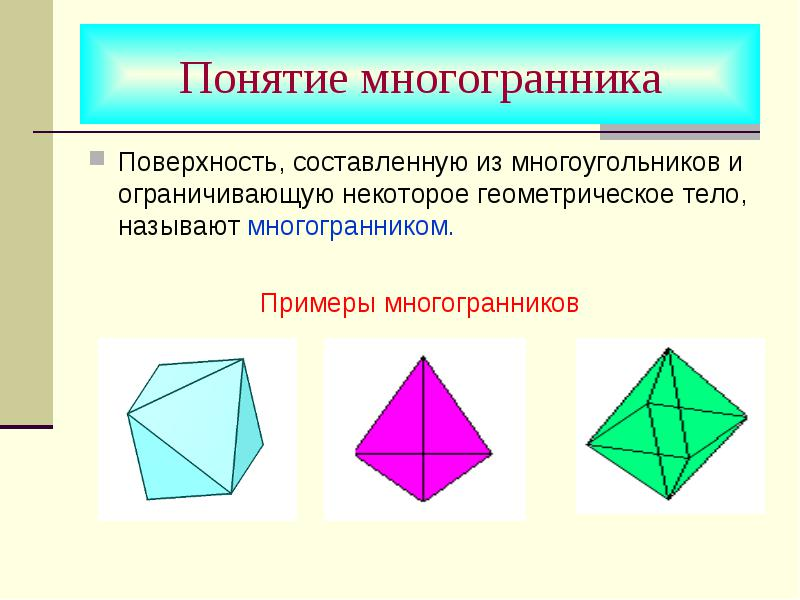 Понятие многогранника
Поверхность, составленную из многоугольников и
ограничивающую некоторое геометрическое тело,
называют многогранником.
Примеры многогранников